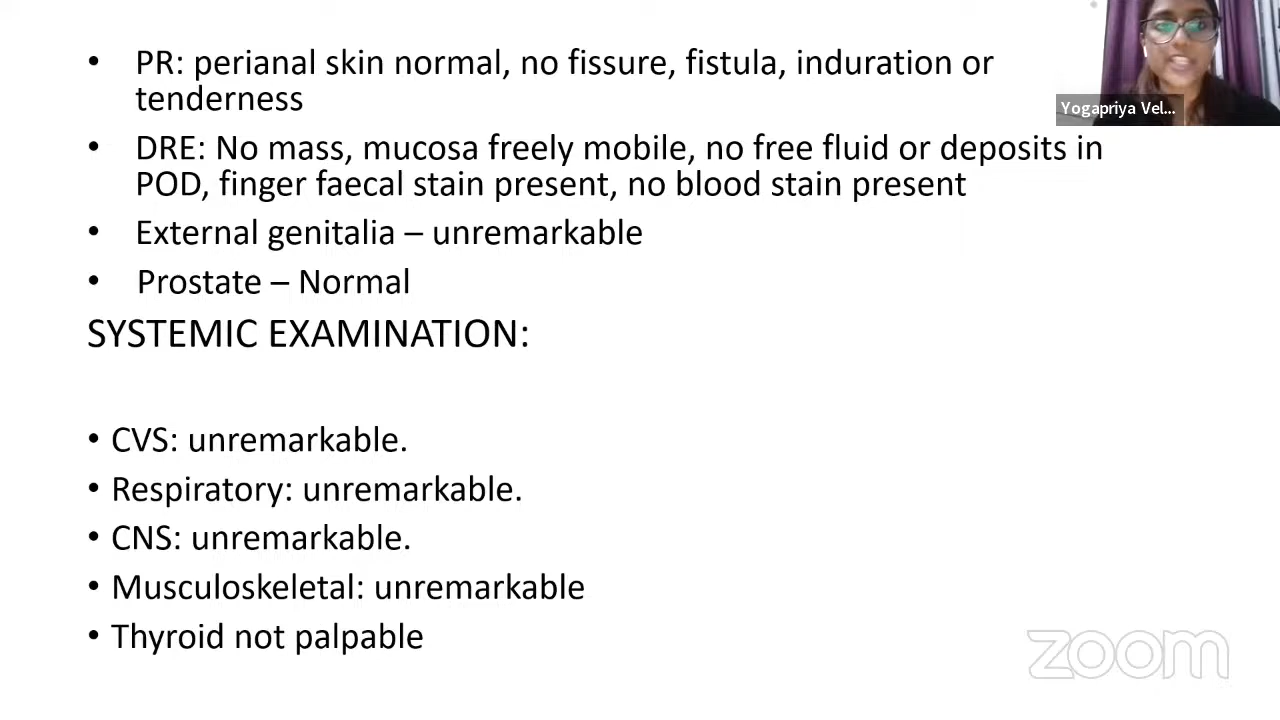 • PR: perianal skin normal, no fissure, fistula, induration or
tenderness
Yogapriya Vel...
• DRE: No mass, mucosa freely mobile, no free fluid or deposits in
POD, finger faecal stain present, no blood stain present
• External genitalia – unremarkable
• Prostate – Normal
SYSTEMIC EXAMINATION:
• CVS: unremarkable.
• Respiratory: unremarkable.
• CNS: unremarkable.
• Musculoskeletal: unremarkable
• Thyroid not palpable
zoom